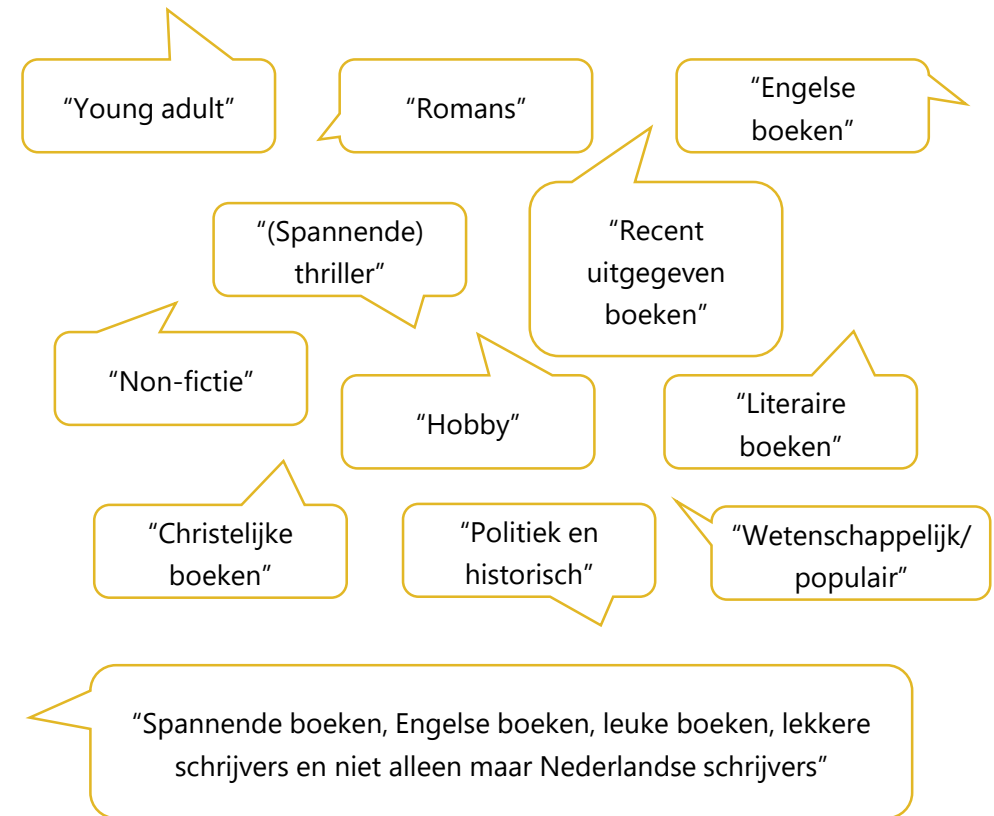 “Young adult”
“Romans”
“Engelse
boeken”
“(Spannende)
thriller”
“Recent
uitgegeven
boeken”
“Non-fictie”
“Hobby”
“Literaire
boeken”
“Christelijke
boeken”
“Politiek en
historisch”
“Wetenschappelijk/
populair”
“Spannende boeken, Engelse boeken, leuke boeken, lekkere
schrijvers en niet alleen maar Nederlandse schrijvers”